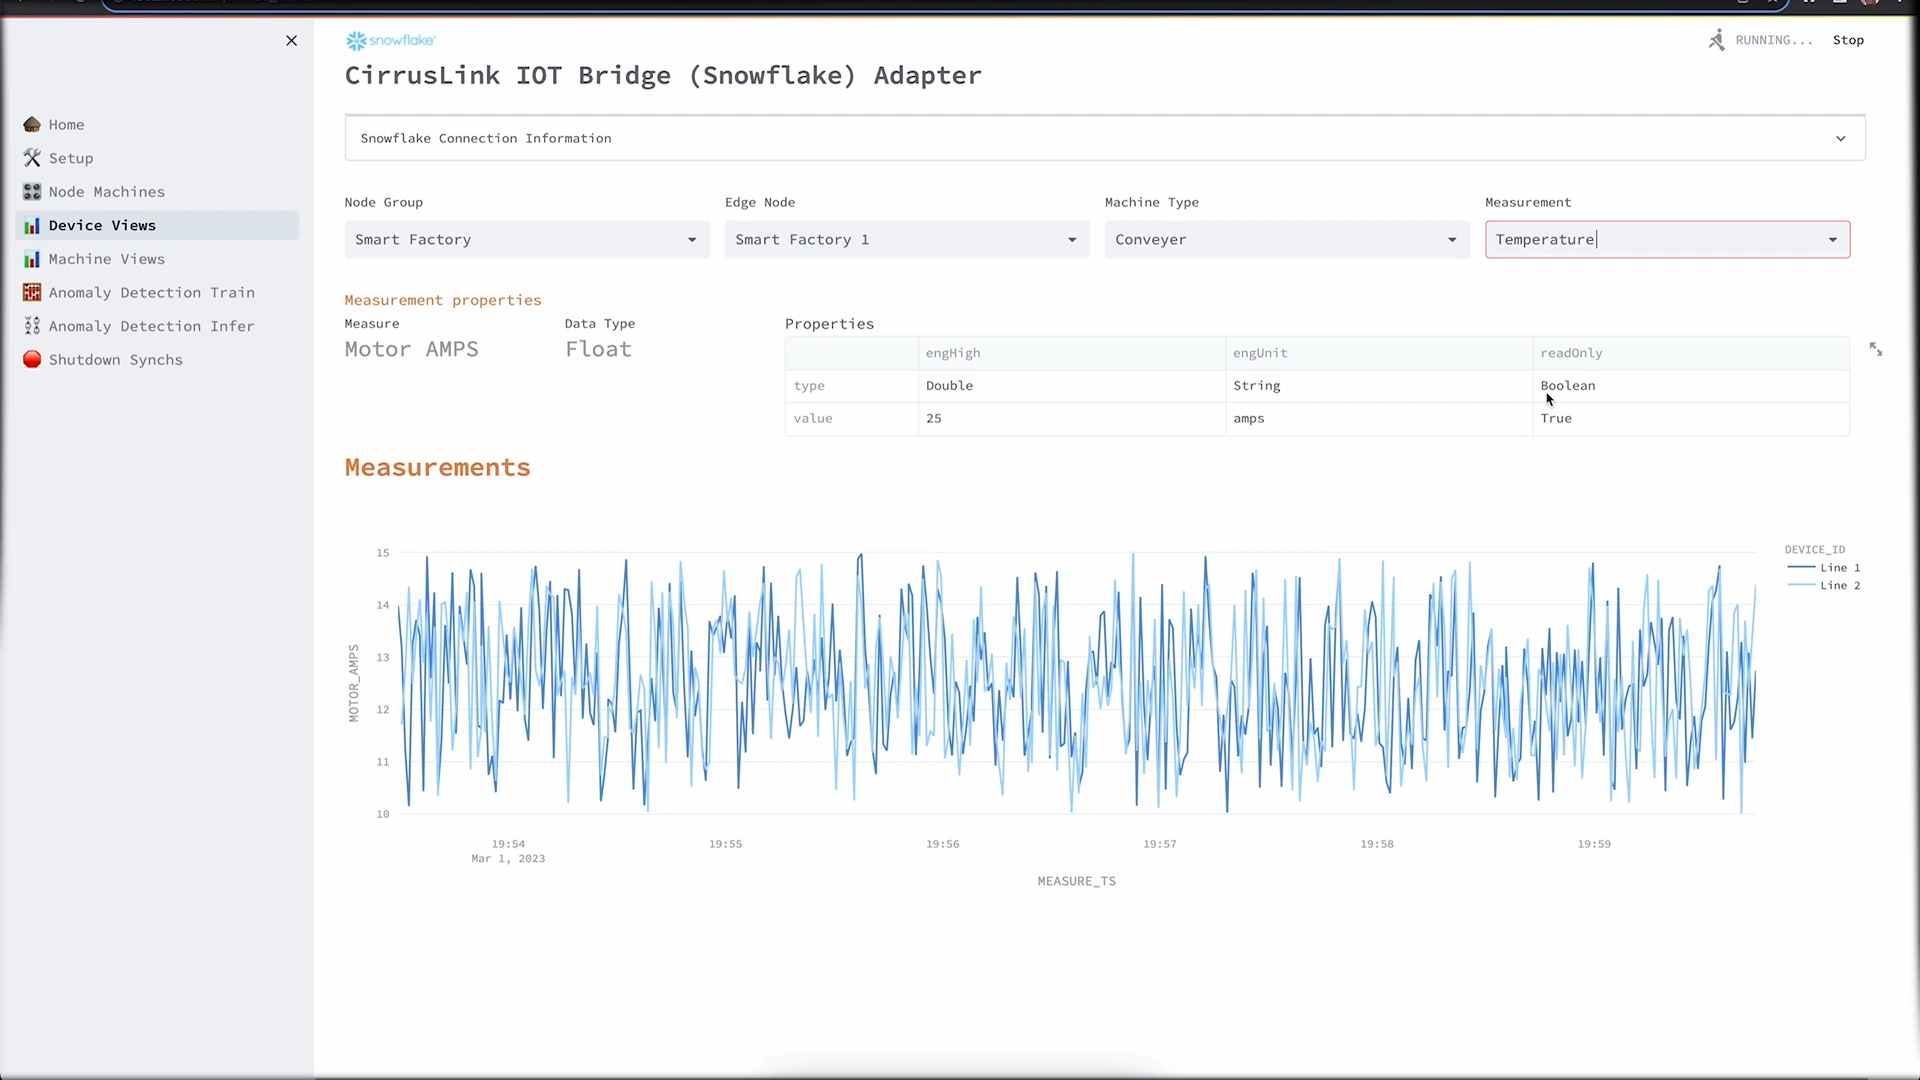 snowflake
RUNNING...
Stop
CirrusLink IOT Bridge (Snowflake) Adapter
Home
Setup
Node Machines
Device Views
Machine Views
Anomaly Detection Train
Anomaly Detection Infer
Shutdown Synchs
Snowflake Connection Information
Node Group
Edge Node
Machine Type
Measurement
Smart Factory
Smart Factory 1
Conveyer
Temperature
Measurement properties
Measure
Data Type
Properties
Motor AMPS
Float
engHigh
engUnit
readOnly
type
Double
String
Boolean
value
25
amps
True
Measurements
DEVICE_ID
Line 1
Line 2
MOTOR_AMPS
15
14
13
12
11
10
19:54
Mar 1, 2023
19:55
19:56
19:57
19:58
19:59
MEASURE_TS